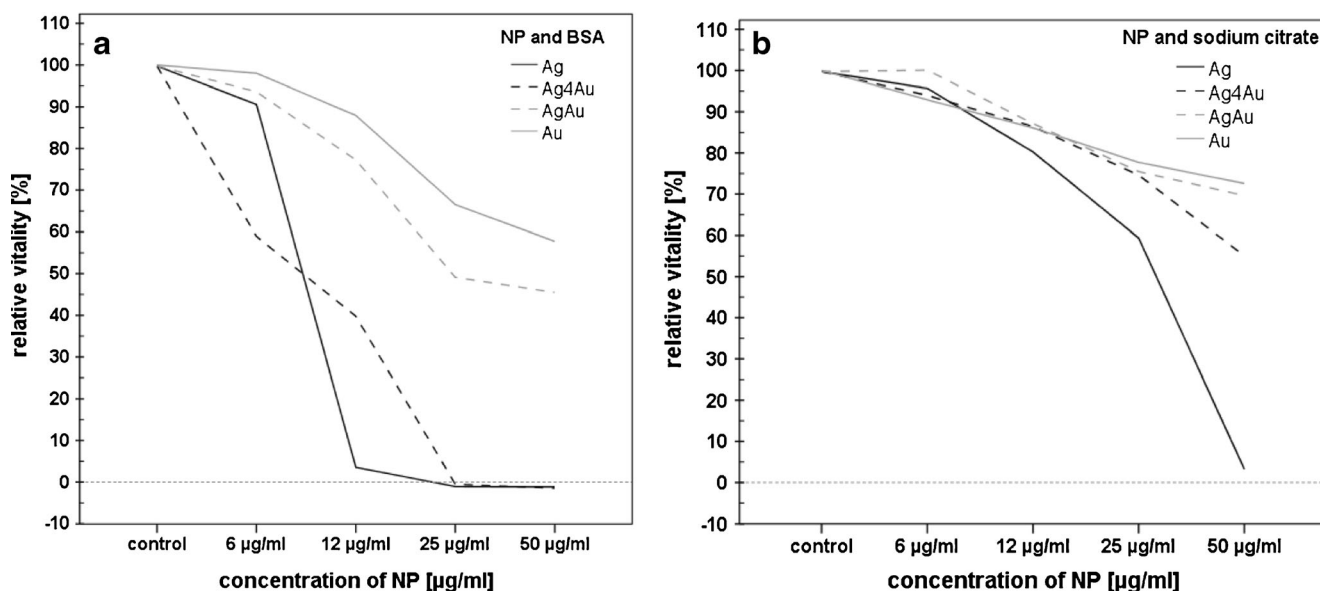 a
NP and BSA
Ag
Ag4Au
AgAu
Au
relative vitality [%]
110
100
90
80
70
60
50
40
30
20
10
0
-10
control
6 µg/ml
12 µg/ml
25 µg/ml
50 µg/ml
concentration of NP [µg/ml]
b
NP and sodium citrate
Ag
Ag4Au
AgAu
Au
relative vitality [%]
110
100
90
80
70
60
50
40
30
20
10
0
-10
control
6 µg/ml
12 µg/ml
25 µg/ml
50 µg/ml
concentration of NP [µg/ml]